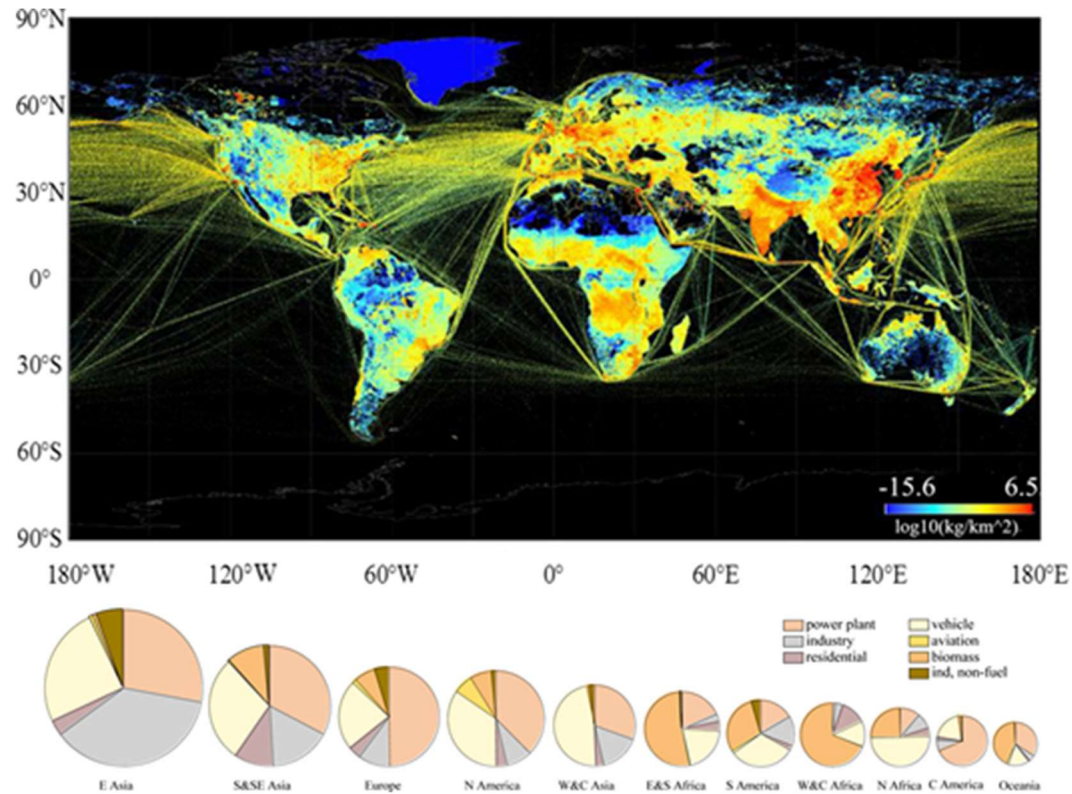 90°N
60°N
30°N
0°
30°S
60°S
90°S
-15.6 6.5
log10(kg/km^2)
180°W 120°W 60°W 0° 60°E 120°E 180°E
power plant vehicle
industry aviation
residential biomass
ind, non-fuel
E Asia S&SE Asia Europe N America W&C Asia E&S Africa S America W&C Africa N Africa C America Oceania